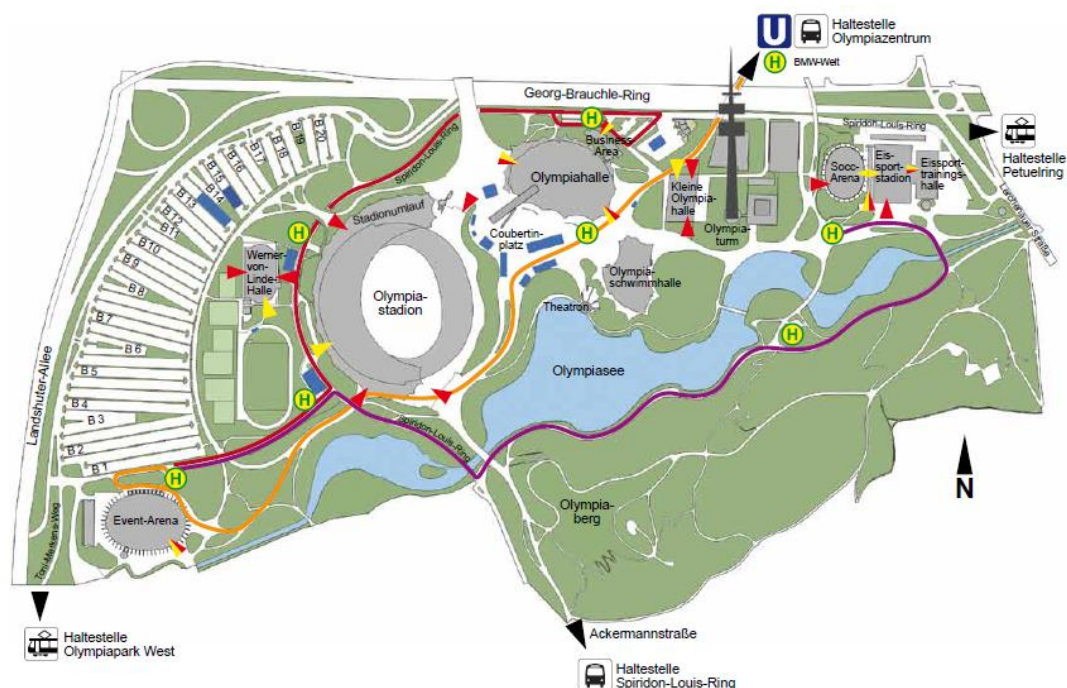 U
Haltestelle
Olympiazentrum
H
BMW-Welt
Georg-Brauchle-Ring
H
Spiridon-Louis-Ring
Haltestelle
Petuelring
Business
Area
Spiridon-Louis-Ring
Olympiahalle
Socc-
Arena
Eis-
sport-
stadion
Eissport-
trainings-
halle
Kleine
Olympia-
halle
B 20
B 19
B 18
B 17
B 16
B 15
B 14
B 13
B 12
B 11
B 10
B 9
B 8
B 7
B 6
B 5
B 4
B 3
B 2
B 1
Stadionumlauf
H
H
H
Coubertin-
platz
Olympia-
turm
Werner-
von-
Linde-
Halle
Olympia-
stadion
Olympia-
schwimmhalle
Theatron
H
Olympiasee
H
Landshuter-Allee
Spiridon-Louis-Ring
H
Event-Arena
Olympia-
berg
N
Toni-Merkens-Weg
Haltestelle
Olympiapark West
Ackermannstraße
Haltestelle
Spiridon-Louis-Ring